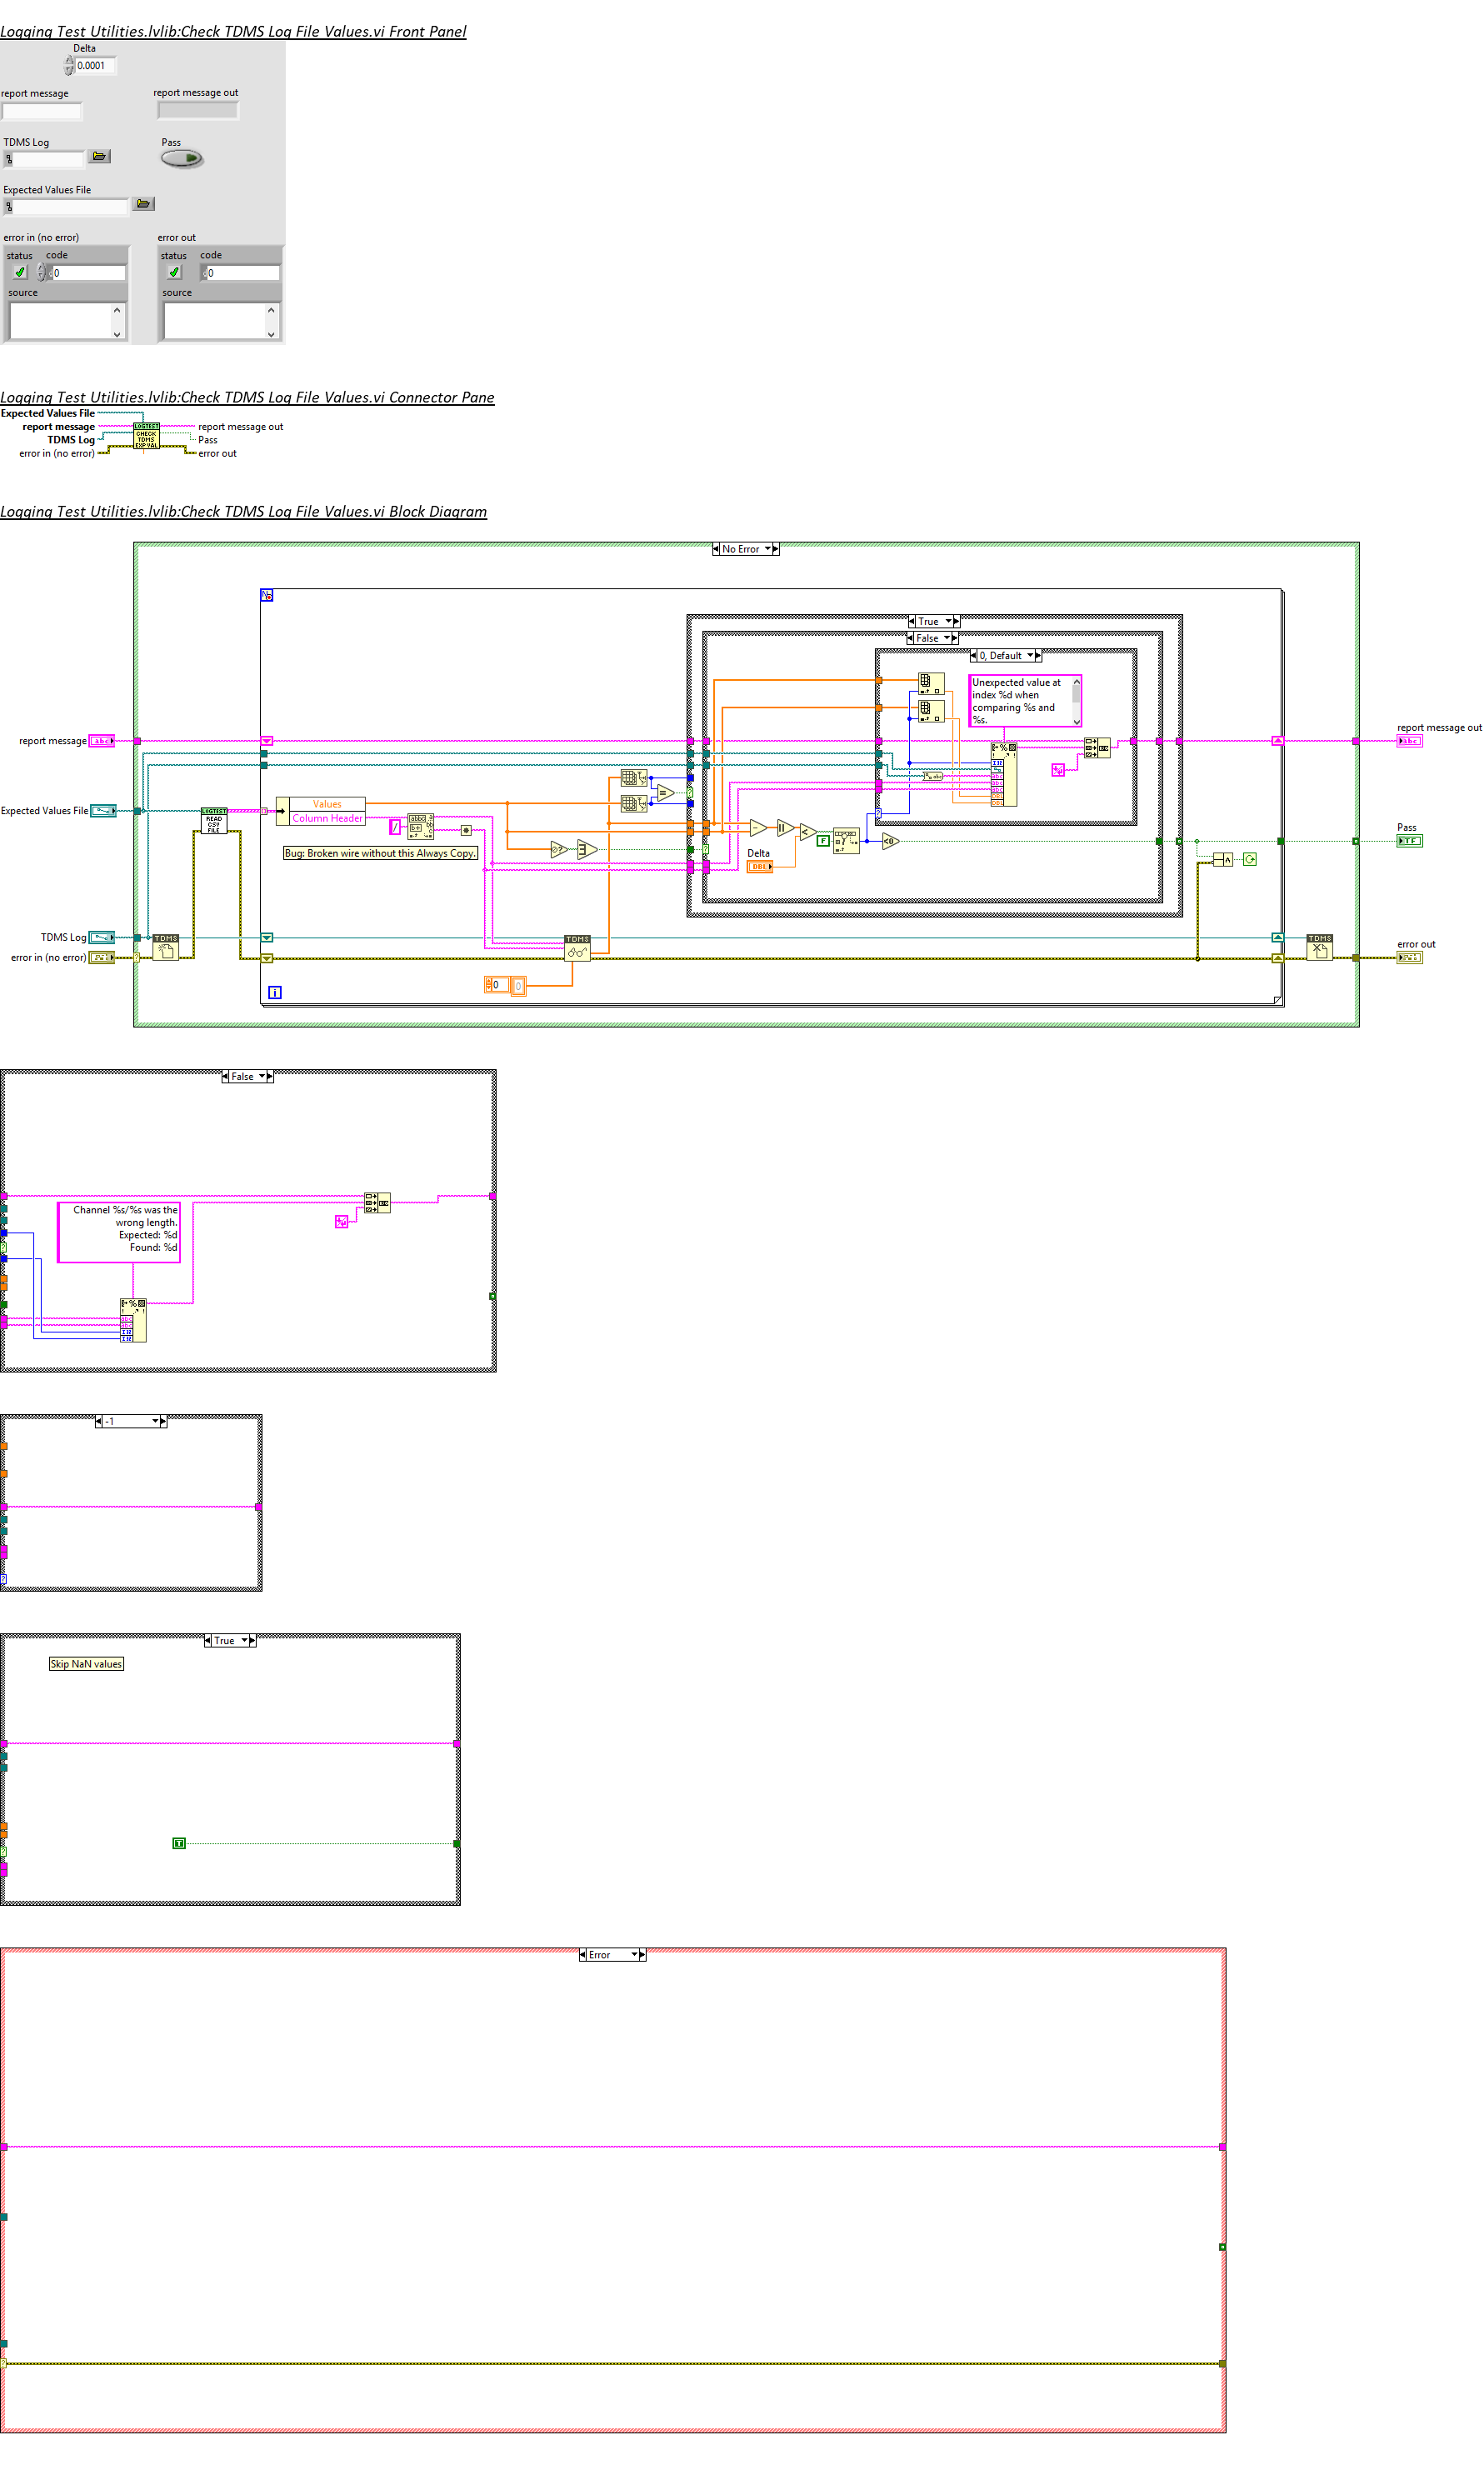 Logging Test Utilities.lvlib:Check TDMS Log File Values.vi Front Panel
Delta
0.0001
report message
report message out
TDMS Log
Pass
Expected Values File
error in (no error)
error out
status code
status code
0
0
source
source
Logging Test Utilities.lvlib:Check TDMS Log File Values.vi Connector Pane
Expected Values File
report message
report message out
TDMS Log
Pass
error in (no error)
error out
LOGTEST
CHECK
TDMS
EXP VAL
Logging Test Utilities.lvlib:Check TDMS Log File Values.vi Block Diagram
No Error
True
False
0, Default
Unexpected value at
index %d when
comparing %s and
%s.
report message
report message out
Expected Values File
LOGTEST
READ
CSV
FILE
Values
Column Header
Bug: Broken wire without this Always Copy.
Delta
DBL
F
Pass
TF
TDMS Log
TDMS
TDMS
TDMS
error in (no error)
error out
0
0
i
False
Channel %s/%s was the
wrong length.
Expected: %d
Found: %d
-1
True
Skip NaN values
T
Error